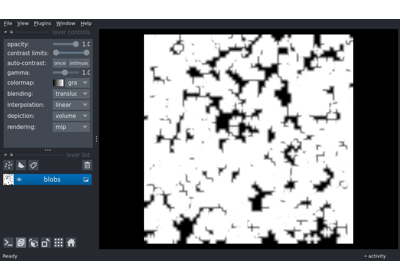 File View Plugins Window Help
layer controls
opacity: 1.0
contrast limits:
auto-contrast: once
gamma: 1.0
colormap: gra
blending: translu
interpolation: linear
depiction: volume
rendering: mip
layer list
blobs
Ready
activity